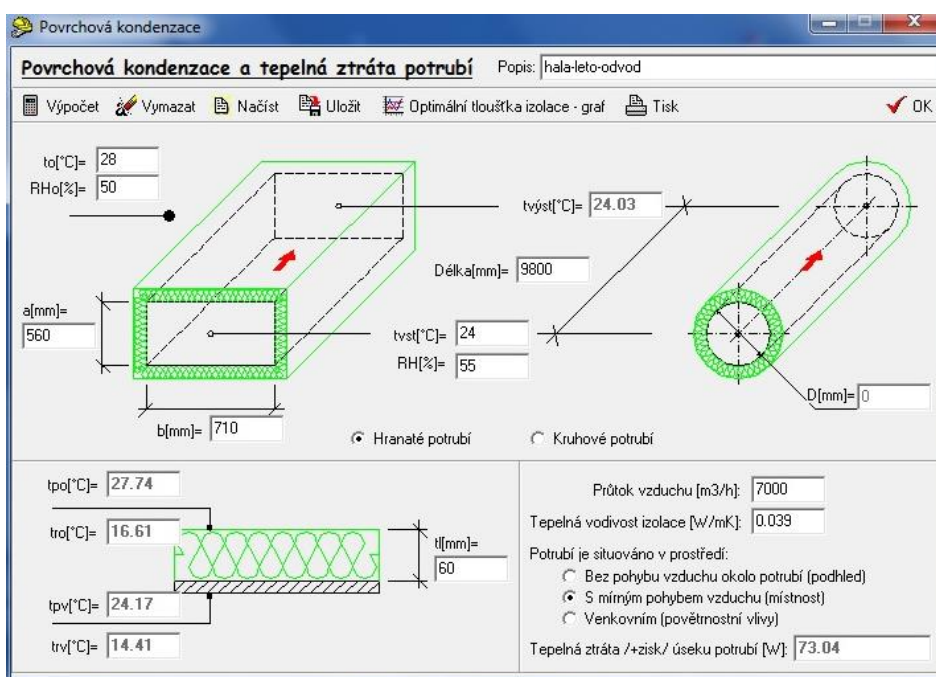 Povrchová kondenzace
Povrchová kondenzace a tepelná ztráta potrubí Popis: hala-leto-odvod
Výpočet Vymazat Načíst Uložit Optimální tloušťka izolace - graf Tisk OK
to[°C]= 28
RHo[%]= 50
tvýst[°C]= 24.03
Délka[mm]= 9800
a[mm]=
560
tvst[°C]= 24
RH[%]= 55
D[mm]= 0
b[mm]= 710
Hranaté potrubí Kruhové potrubí
tpo[°C]= 27.74
tro[°C]= 16.61
tl[mm]=
60
tpv[°C]= 24.17
trv[°C]= 14.41
Průtok vzduchu [m3/h]: 7000
Tepelná vodivost izolace [W/mK]: 0.039
Potrubí je situováno v prostředí:
Bez pohybu vzduchu okolo potrubí (podhled)
S mírným pohybem vzduchu (místnost)
Venkovním (povětrnostní vlivy)
Tepelná ztráta /+zisk/ úseku potrubí [W]: 73.04